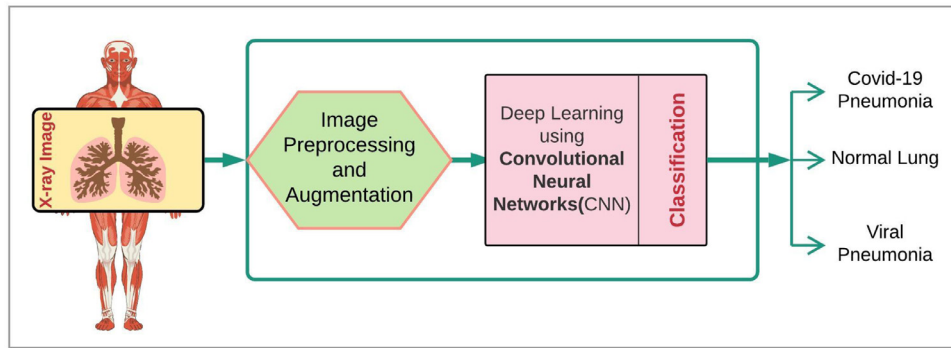 X-ray Image
Image
Preprocessing
and
Augmentation
Deep Learning
using
Convolutional
Neural
Networks(CNN)
Classification
Covid-19
Pneumonia
Normal Lung
Viral
Pneumonia